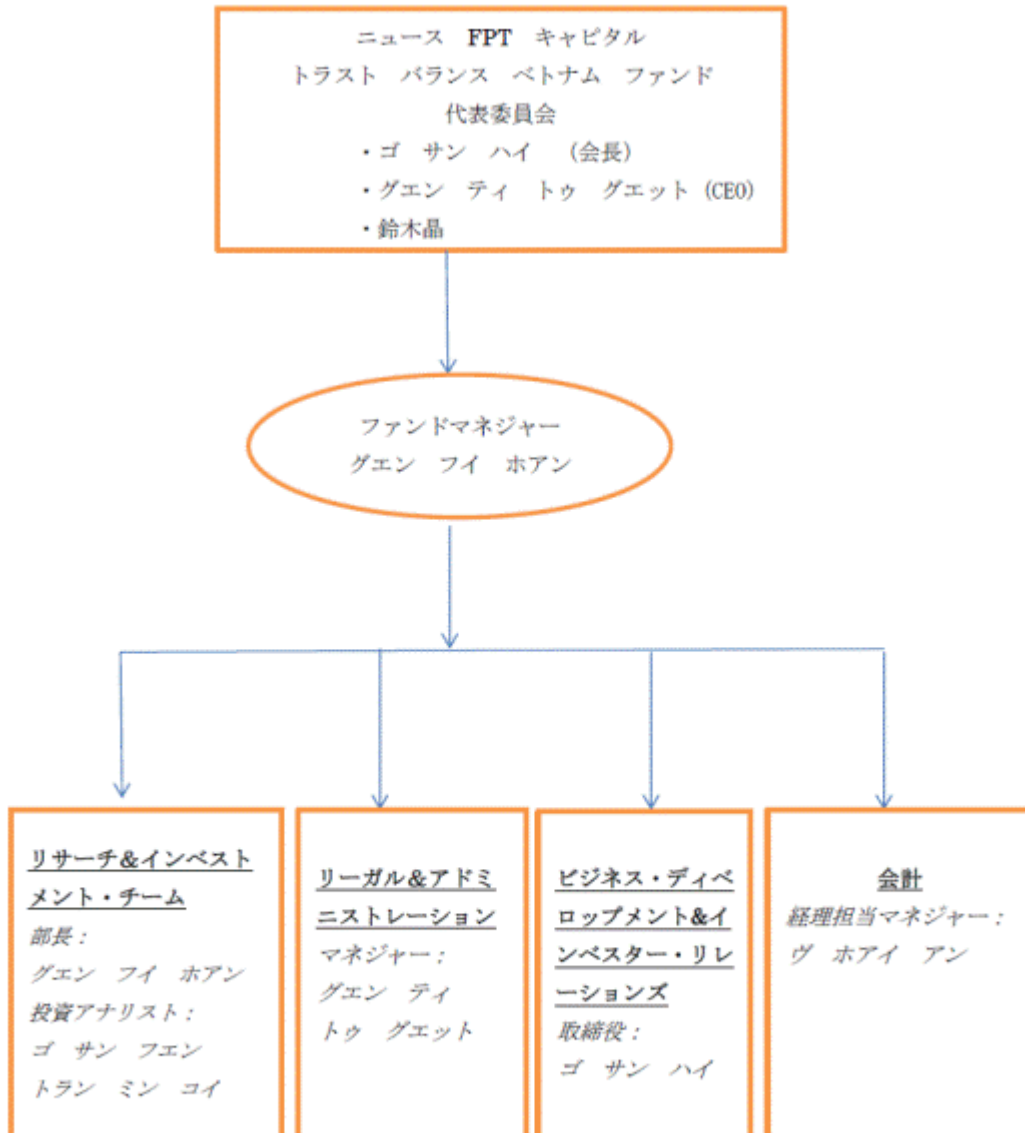 ニュース FPT キャピタル
トラスト バランス ベトナム ファンド
代表委員会
・ゴ サン ハイ (会長)
・グエン ティ トゥ グエット (CEO)
・鈴木晶
ファンドマネジャー
グエン フイ ホアン
リサーチ&インベスト
メント・チーム
部長：
グエン フイ ホアン
投資アナリスト：
ゴ サン フエン
トラン ミン コイ
リーガル&アドミ
ニストレーション
マネジャー：
グエン ティ
トゥ グエット
ビジネス・ディベ
ロップメント&イ
ンベスター・リレ
ーションズ
取締役：
ゴ サン ハイ
会計
経理担当マネジャー：
ヴ ホアイ アン